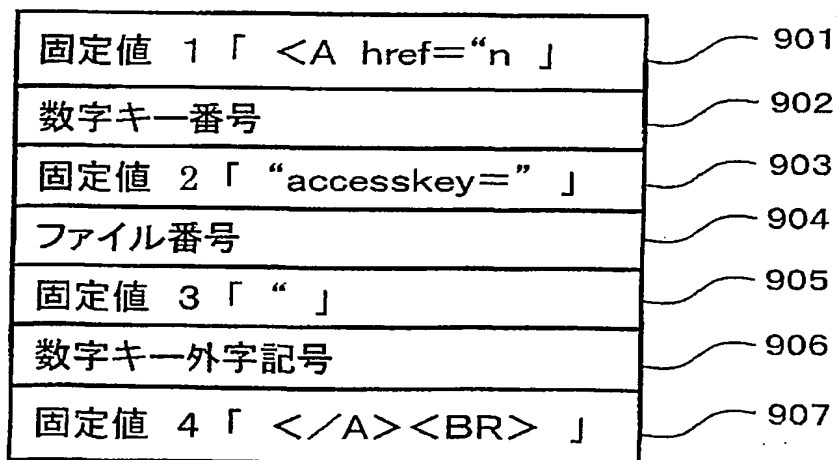 固定値 1「 <A href=“n 」 901
数字キー番号 902
固定値 2「 “accesskey=” 」 903
ファイル番号 904
固定値 3「 “ 」 905
数字キー外字記号 906
固定値 4「 </A><BR> 」 907